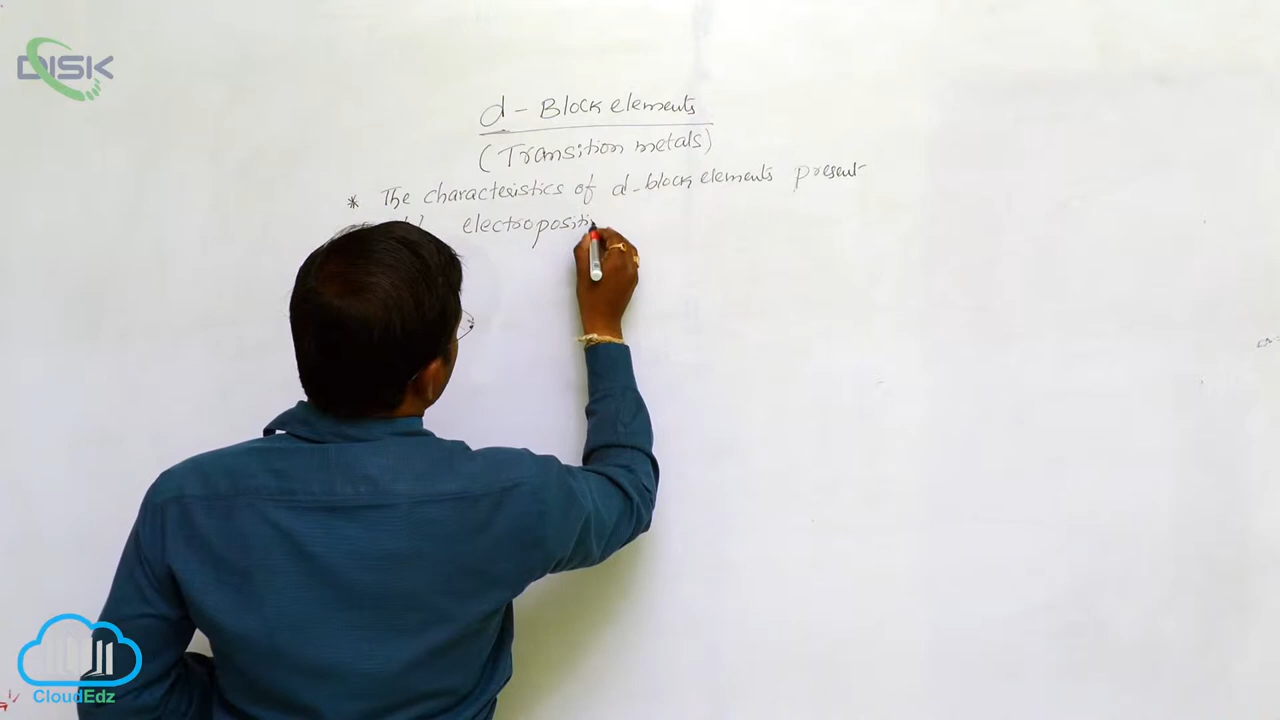 DISK
d - Block elements
(Transition metals)
* The characteristics of d-block elements present
electropositi
CloudEdz